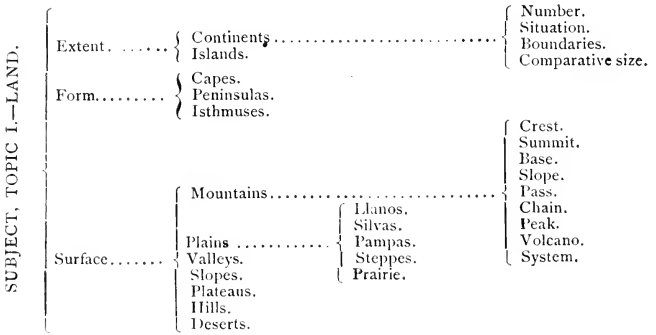 SUBJECT, TOPIC I.—LAND.
Extent. ...... Continents .............................. Number.
Situation.
Boundaries.
Islands.
Comparative size.
Form......... Capes.
Peninsulas.
Isthmuses.
Surface....... Mountains.............................. Crest.
Summit.
Base.
Slope.
Pass.
Chain.
Peak.
Volcano.
System.
Plains ............ Llanos.
Silvas.
Pampas.
Steppes.
Prairie.
Valleys.
Slopes.
Plateaus.
Hills.
Deserts.